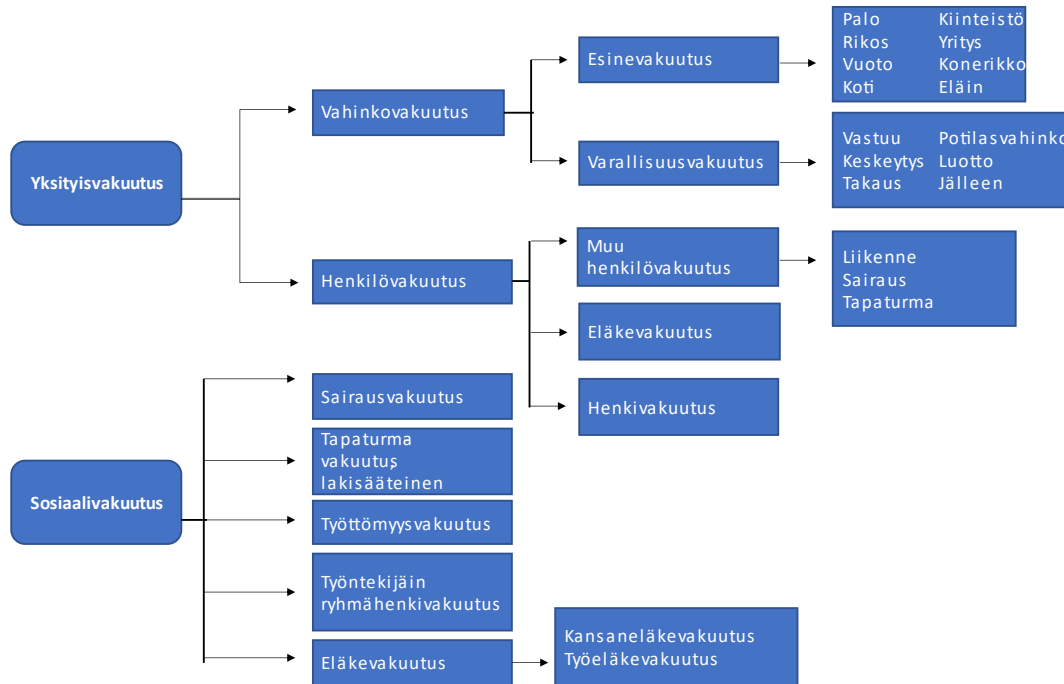 Yksityisvakuutus
Vahinkovakuutus
Esinevakuutus
Palo Kiinteistö
Rikos Yritys
Vuoto Konerikko
Koti Eläin
Varallisuusvakuutus
Vastuu Potilasvahinko
Keskeytys Luotto
Takaus Jälleen
Henkilövakuutus
Muu
henkilövakuutus
Liikenne
Sairaus
Tapaturma
Eläkevakuutus
Henkivakuutus
Sosiaalivakuutus
Sairausvakuutus
Tapaturma
vakuutus,
lakisääteinen
Työttömyysvakuutus
Työntekijäin
ryhmähenkivakuutus
Eläkevakuutus
Kansaneläkevakuutus
Työeläkevakuutus